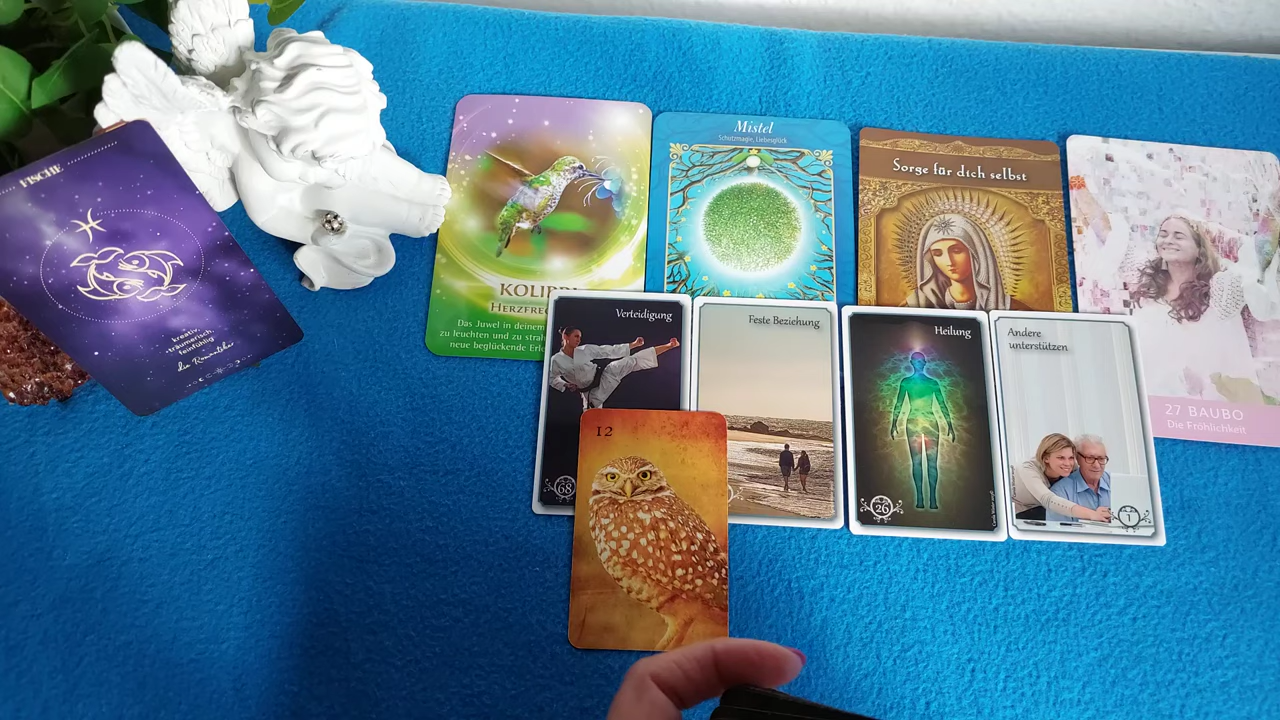 FISCHE
kreativ,
träumerisch,
feinfühlig
die Romantiker
KOLIBRI
HERZFRE
Das Juwel in deinem
zu leuchten und zu strah
neue beglückende Erle
Mistel
Schutzmagie, Liebesglück
Sorge für dich selbst
27 BAUBO
Die Fröhlichkeit
Verteidigung
68
Feste Beziehung
Heilung
26
Andere
unterstützen
1
12